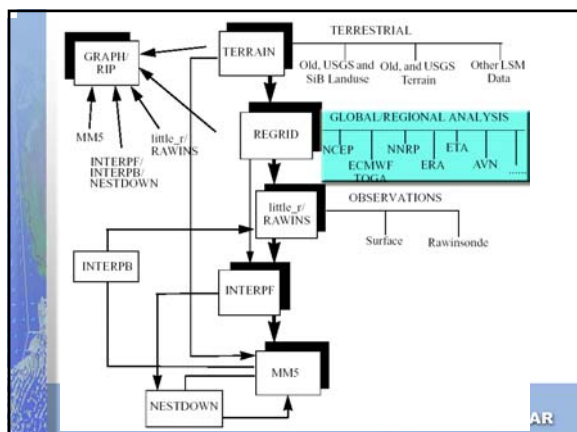 TERRESTRIAL
GRAPH/
RIP
TERRAIN
Old, USGS and
SiB Landuse
Old, and USGS
Terrain
Other LSM
Data
MM5
little_r/
RAWINS
INTERPF/
INTERPB/
NESTDOWN
REGRID
GLOBAL/REGIONAL ANALYSIS
NCEP
NNRP
ETA
ECMWF
TOGA
ERA
AVN
......
little_r/
RAWINS
OBSERVATIONS
Surface
Rawinsonde
INTERPB
INTERPF
MM5
NESTDOWN
AR